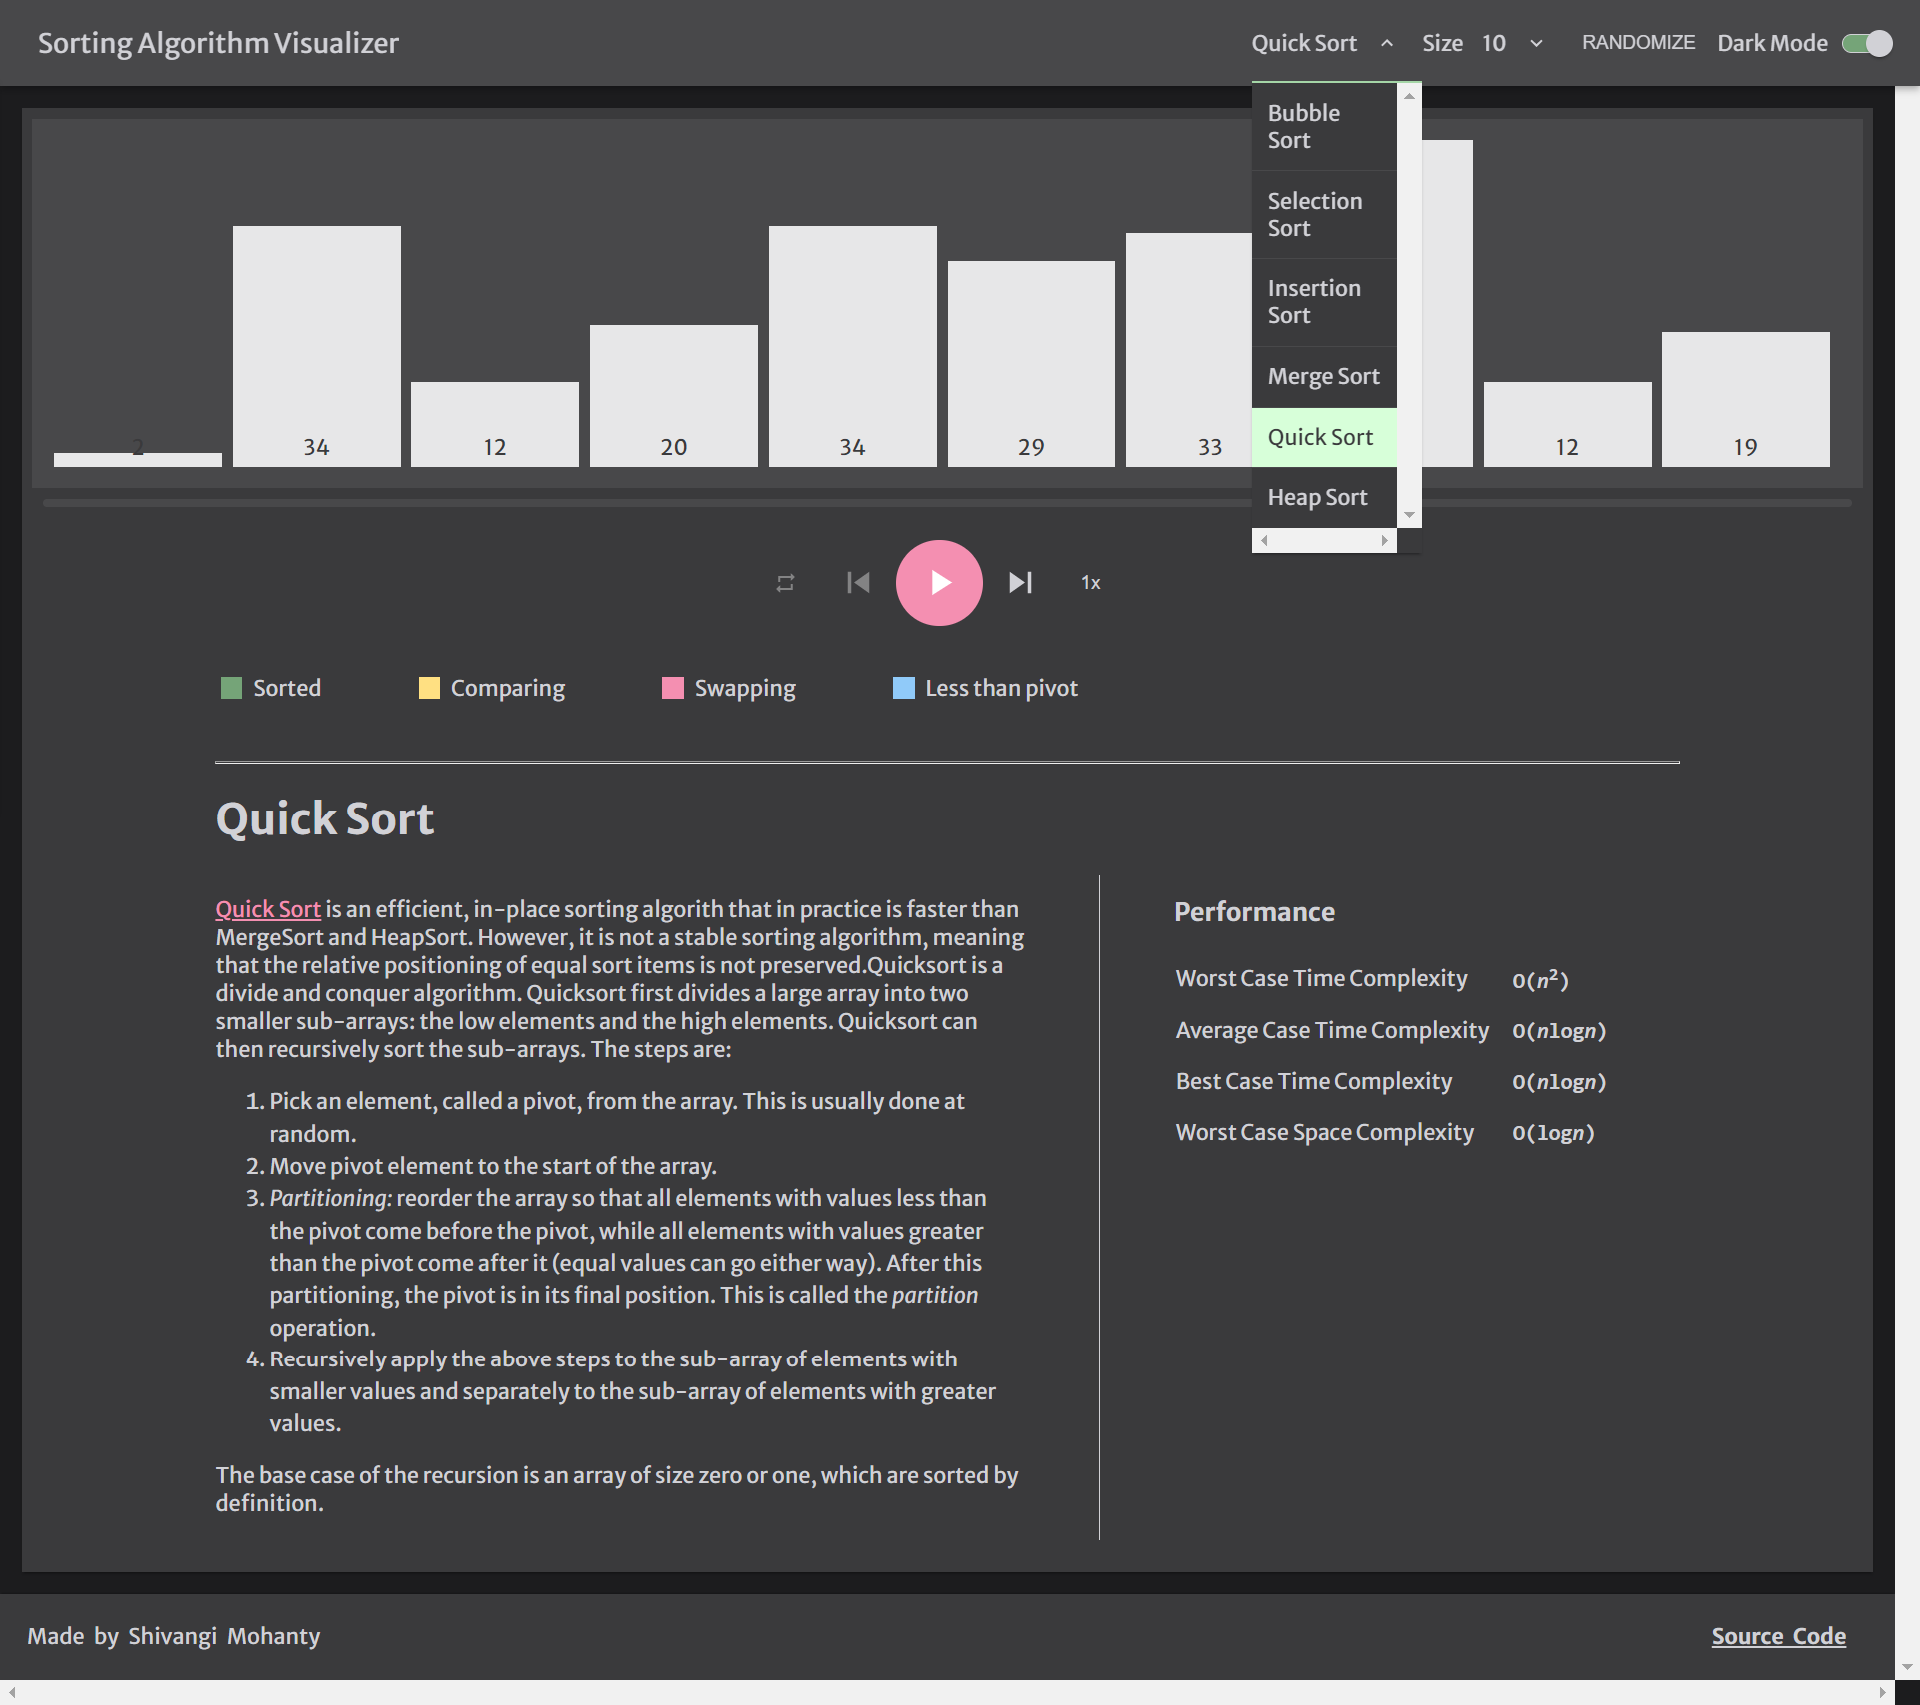 Sorting Algorithm Visualizer
Quick Sort Size 10 RANDOMIZE Dark Mode
Bubble
Sort
Selection
Sort
Insertion
Sort
Merge Sort
Quick Sort
Heap Sort
2 34 12 20 34 29 33 12 19
1x
Sorted Comparing Swapping Less than pivot
Quick Sort
Quick Sort is an efficient, in-place sorting algorith that in practice is faster than
MergeSort and HeapSort. However, it is not a stable sorting algorithm, meaning
that the relative positioning of equal sort items is not preserved.Quicksort is a
divide and conquer algorithm. Quicksort first divides a large array into two
smaller sub-arrays: the low elements and the high elements. Quicksort can
then recursively sort the sub-arrays. The steps are:
1. Pick an element, called a pivot, from the array. This is usually done at
random.
2. Move pivot element to the start of the array.
3. Partitioning: reorder the array so that all elements with values less than
the pivot come before the pivot, while all elements with values greater
than the pivot come after it (equal values can go either way). After this
partitioning, the pivot is in its final position. This is called the partition
operation.
4. Recursively apply the above steps to the sub-array of elements with
smaller values and separately to the sub-array of elements with greater
values.
The base case of the recursion is an array of size zero or one, which are sorted by
definition.
Performance
Worst Case Time Complexity O(n²)
Average Case Time Complexity O(nlogn)
Best Case Time Complexity O(nlogn)
Worst Case Space Complexity O(logn)
Made by Shivangi Mohanty
Source Code